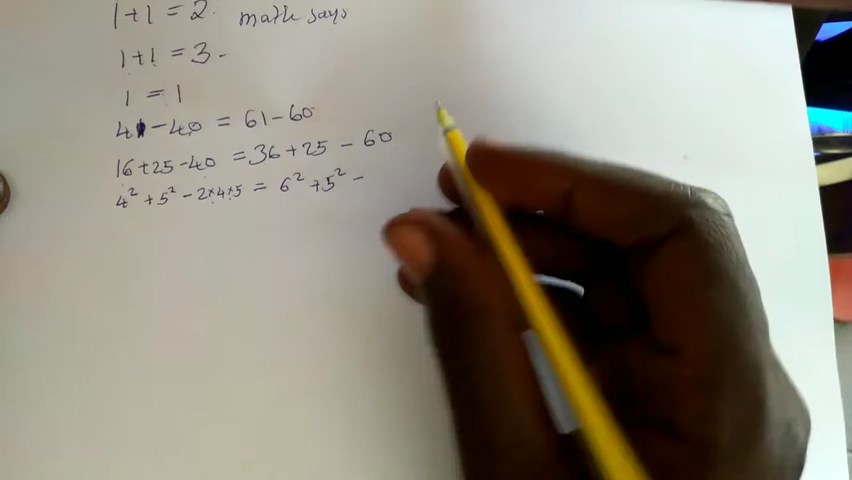 1+1 = 2. math says
1+1 = 3.
1 = 1
41-40 = 61-60
16+25-40 = 36+25-60
4²+5²-2×4×5 = 6²+5²-